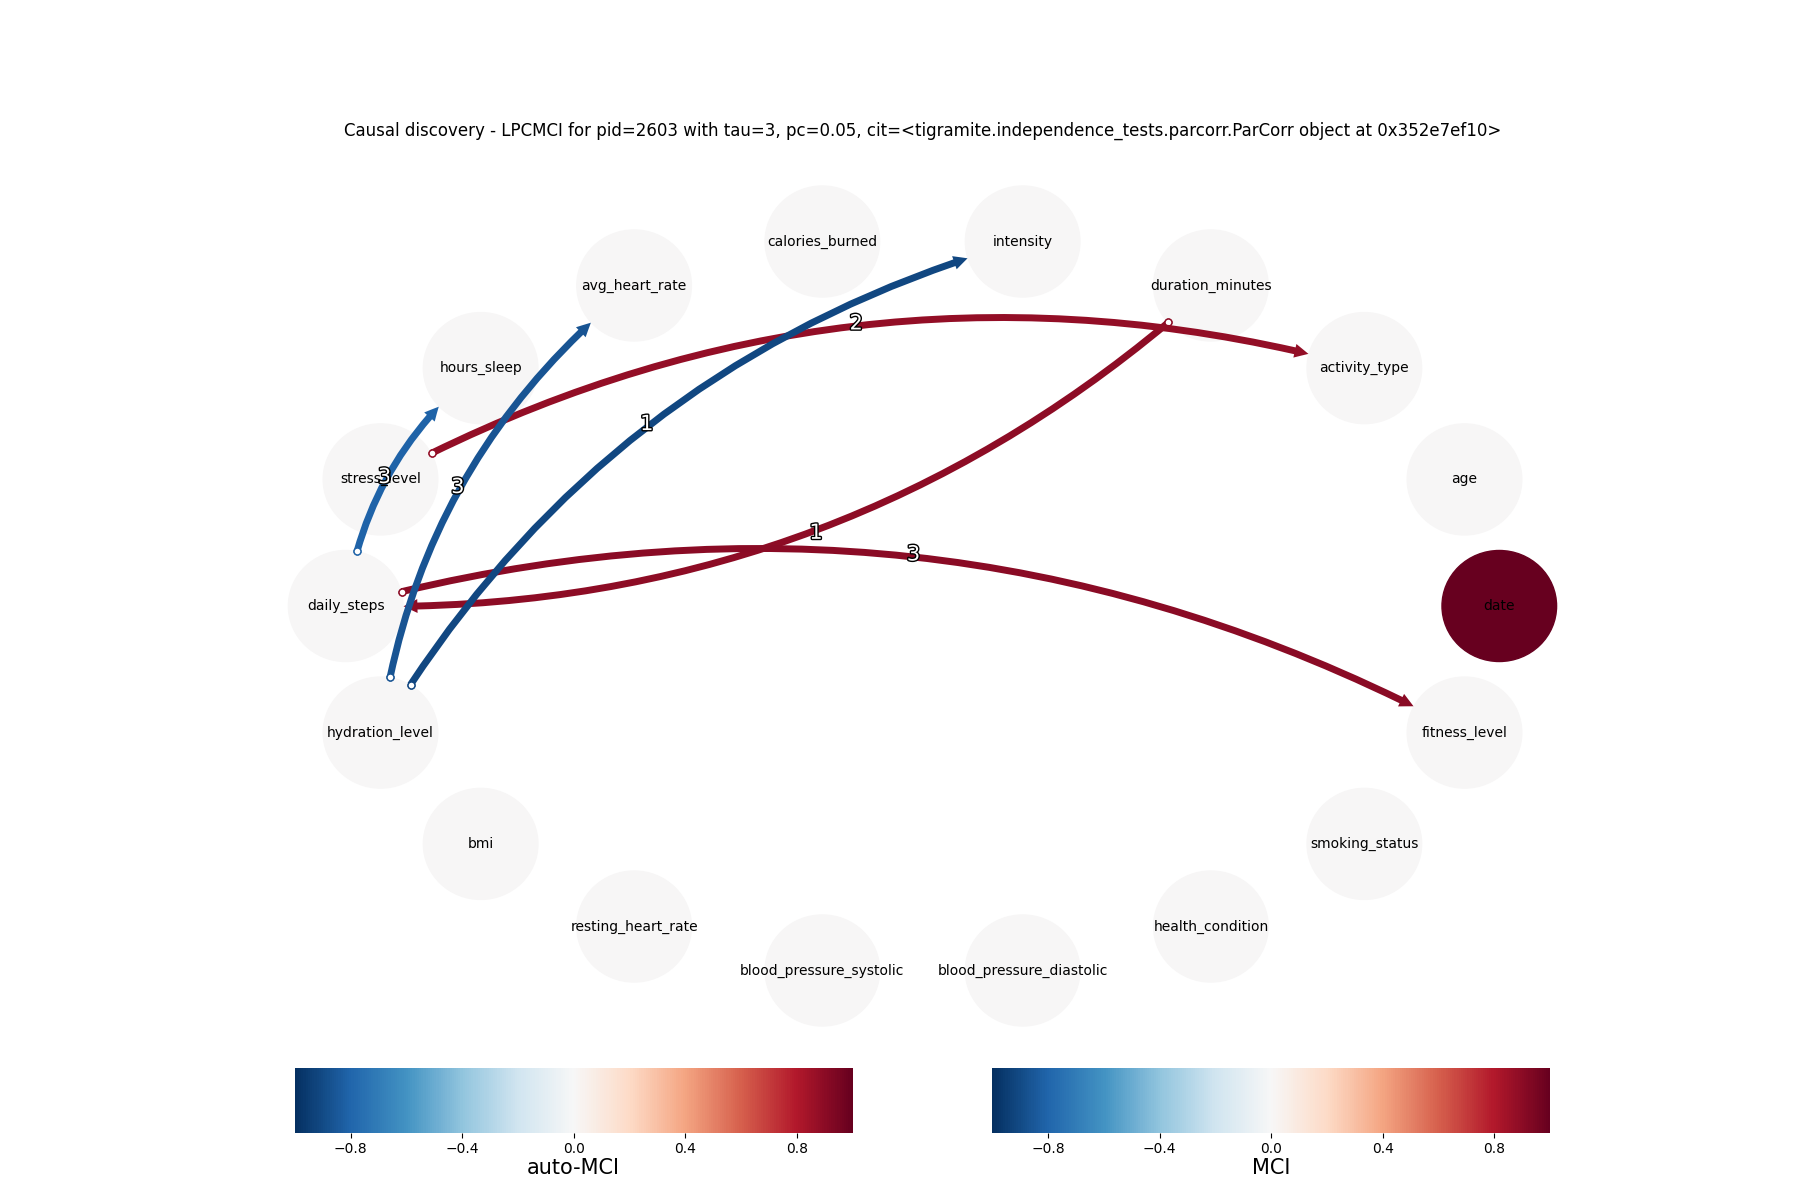 Causal discovery - LPCMCI for pid=2603 with tau=3, pc=0.05, cit=<tigramite.independence_tests.parcorr.ParCorr object at 0x352e7ef10>
calories_burned
intensity
avg_heart_rate
duration_minutes
2
hours_sleep
activity_type
1
3
stress_level
3
age
1
3
daily_steps
date
hydration_level
fitness_level
bmi
smoking_status
resting_heart_rate
health_condition
blood_pressure_systolic
blood_pressure_diastolic
−0.8 −0.4 0.0 0.4 0.8
auto-MCI
−0.8 −0.4 0.0 0.4 0.8
MCI